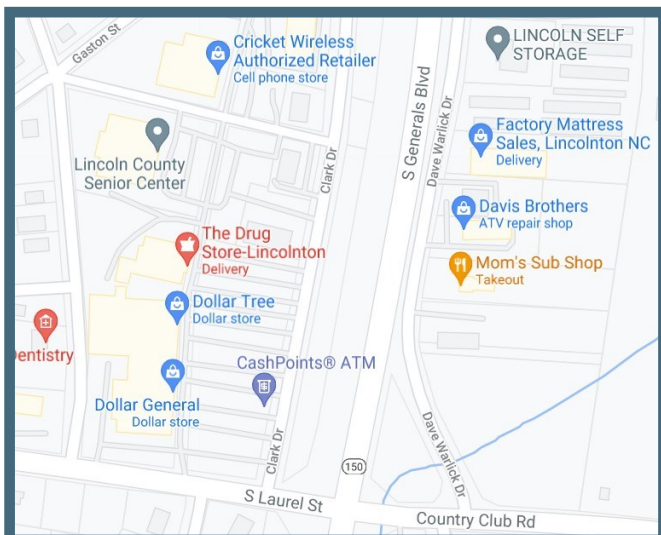 Gaston St
Cricket Wireless
Authorized Retailer
Cell phone store
LINCOLN SELF
STORAGE
S Generals Blvd
Dave Warlick Dr
Factory Mattress
Sales, Lincolnton NC
Delivery
Lincoln County
Senior Center
Clark Dr
Davis Brothers
ATV repair shop
The Drug
Store-Lincolnton
Delivery
Mom's Sub Shop
Takeout
Dollar Tree
Dollar store
Dentistry
CashPoints® ATM
Dollar General
Dollar store
Clark Dr
Dave Warlick Dr
150
S Laurel St
Country Club Rd